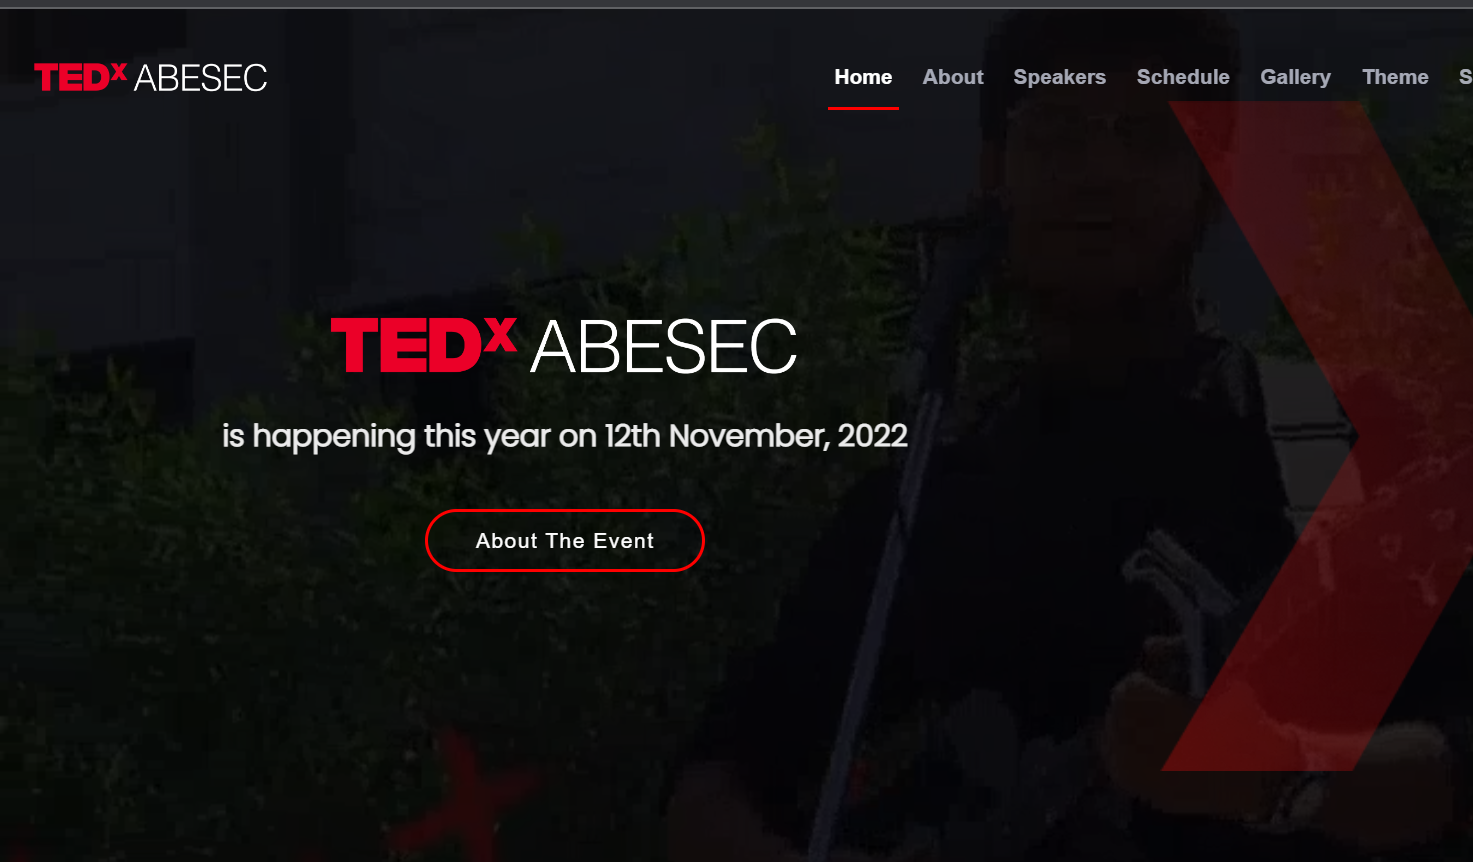 TEDx ABESEC
Home About Speakers Schedule Gallery Theme S
TEDx ABESEC
is happening this year on 12th November, 2022
About The Event